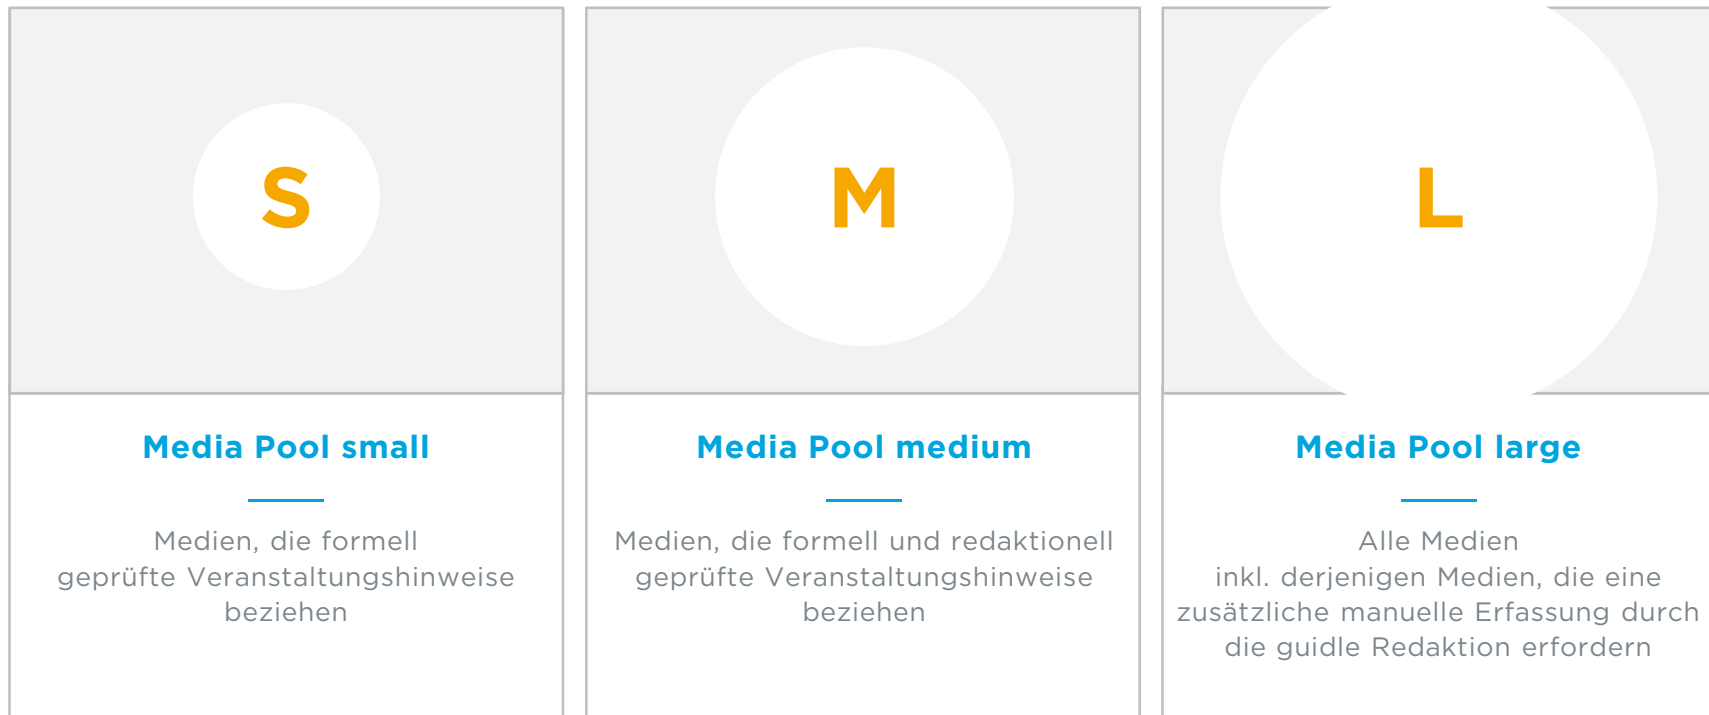 S
Media Pool small
Medien, die formell
geprüfte Veranstaltungshinweise
beziehen
M
Media Pool medium
Medien, die formell und redaktionell
geprüfte Veranstaltungshinweise
beziehen
L
Media Pool large
Alle Medien
inkl. derjenigen Medien, die eine
zusätzliche manuelle Erfassung durch
die guidle Redaktion erfordern